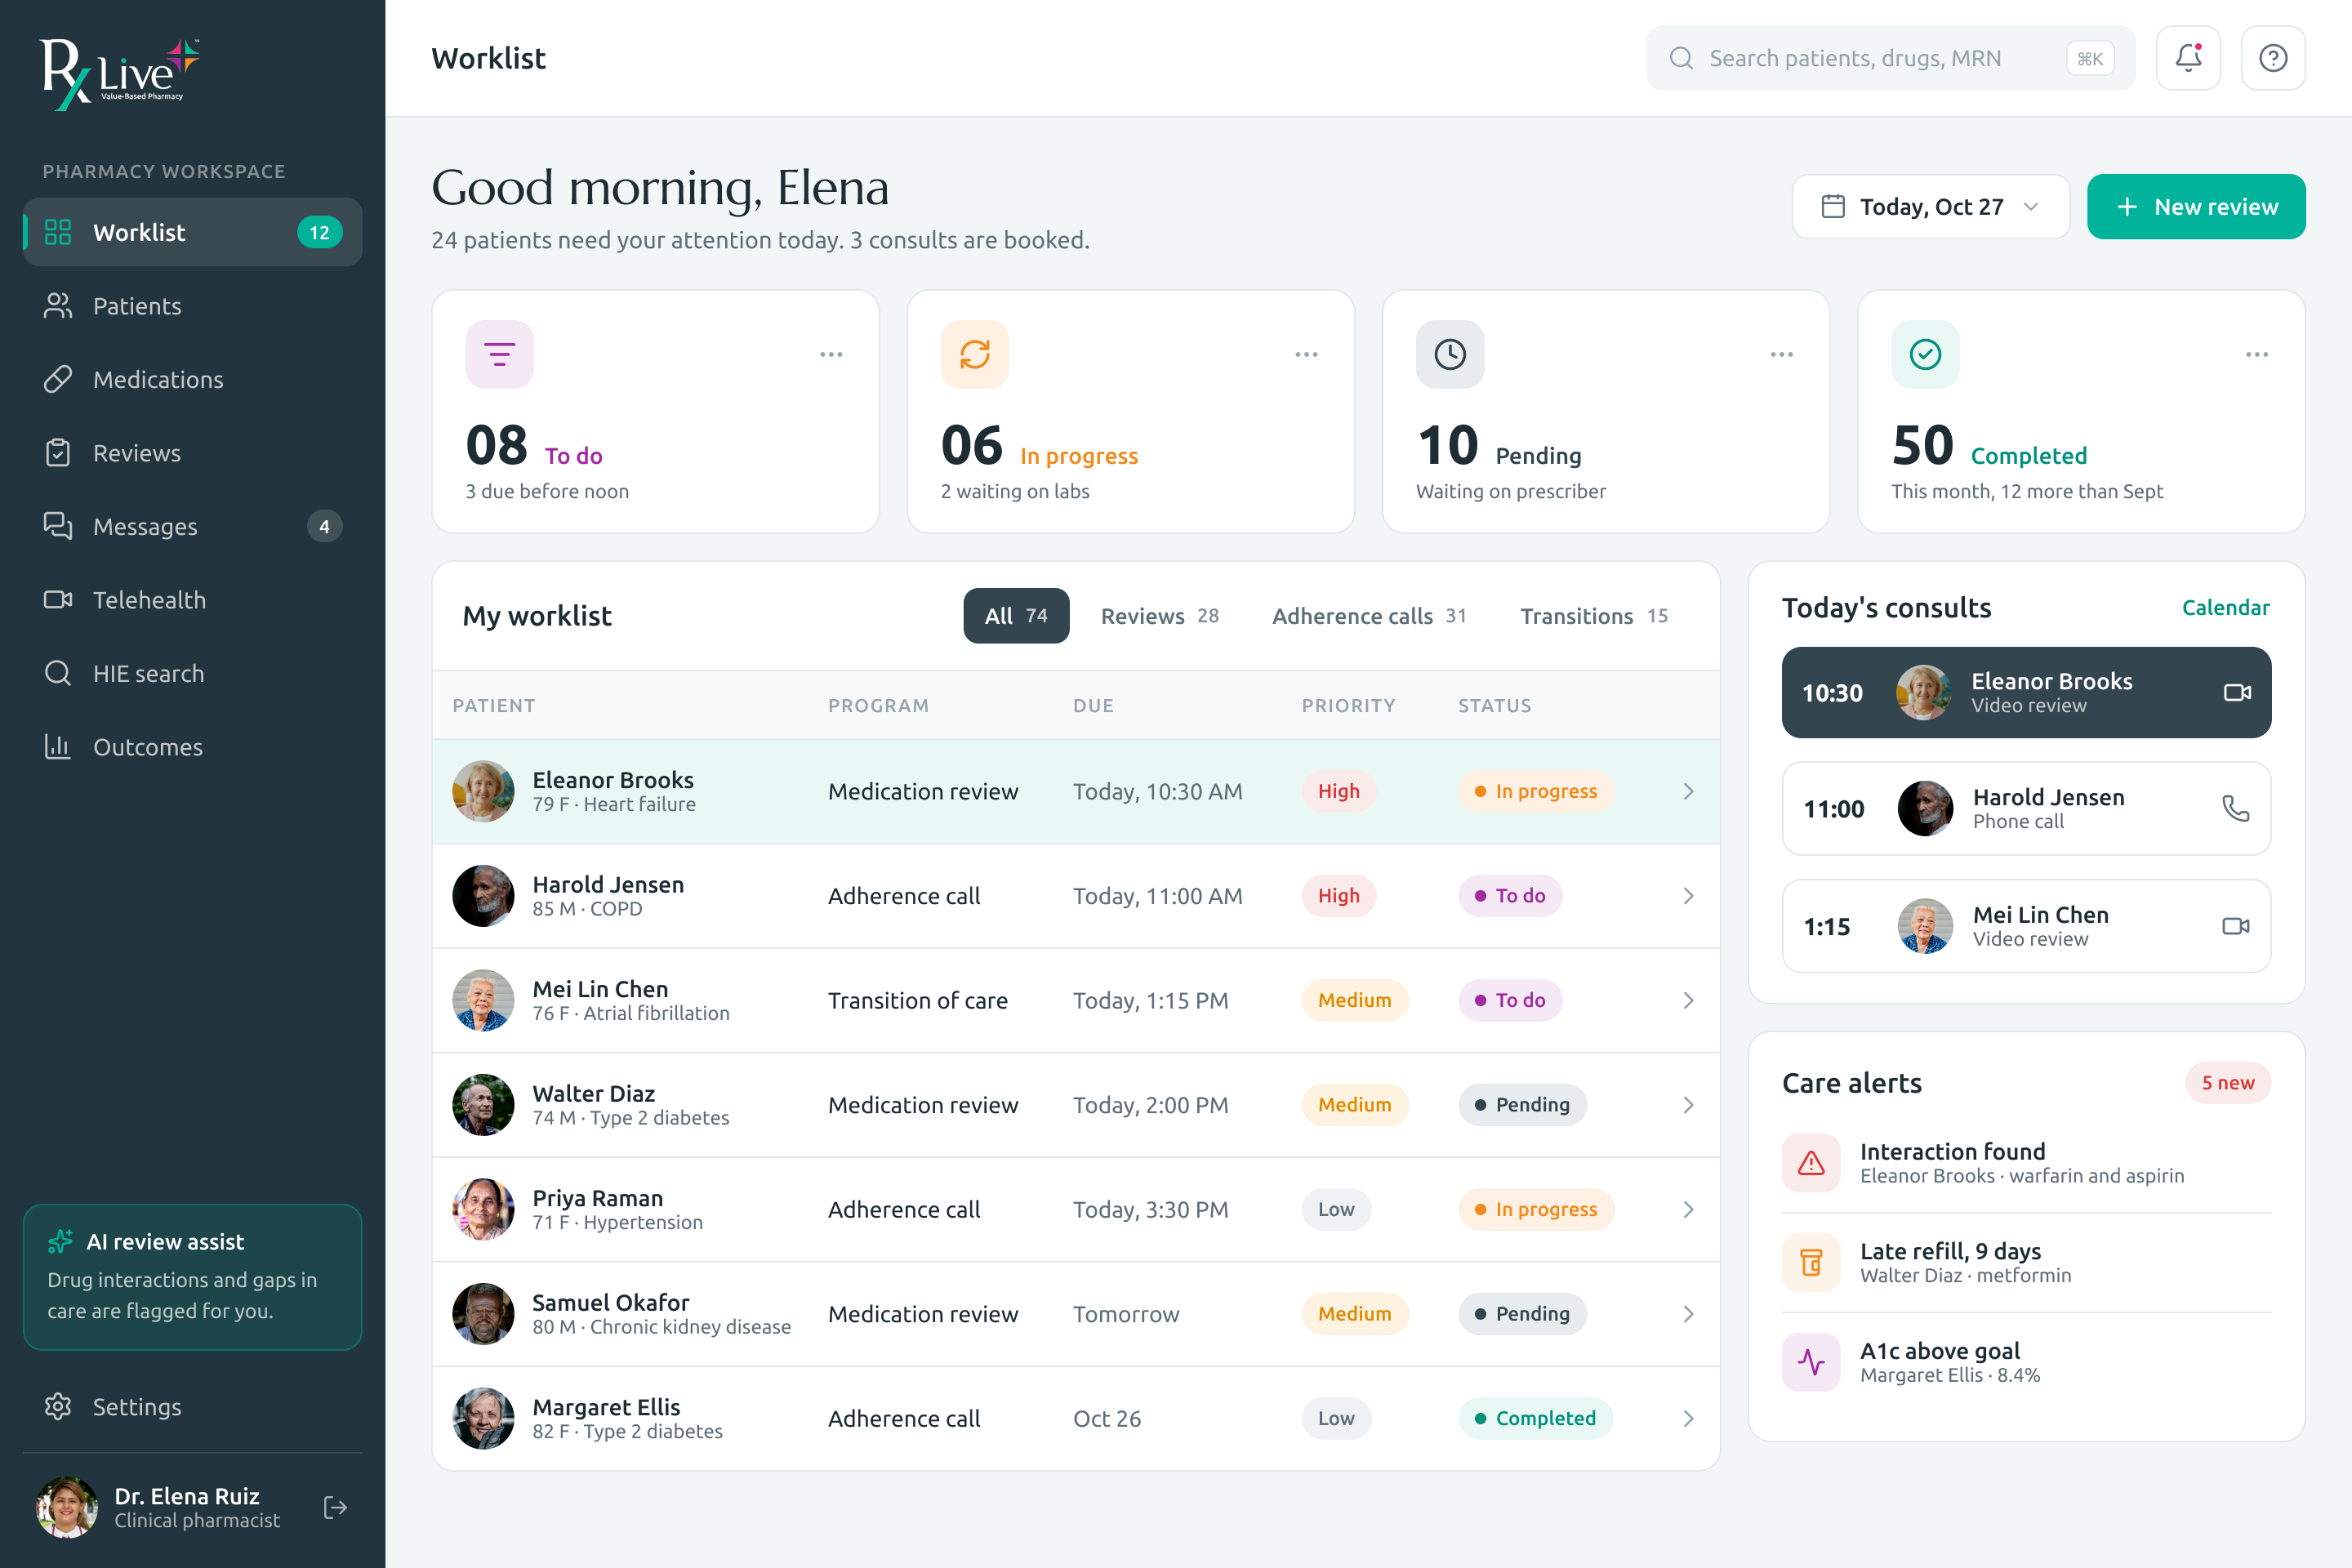 Rx Live ™
Value-Based Pharmacy
PHARMACY WORKSPACE
Worklist 12
Patients
Medications
Reviews
Messages 4
Telehealth
HIE search
Outcomes
AI review assist
Drug interactions and gaps in
care are flagged for you.
Settings
Dr. Elena Ruiz
Clinical pharmacist
Worklist
Search patients, drugs, MRN ⌘K
Good morning, Elena
24 patients need your attention today. 3 consults are booked.
Today, Oct 27
New review
08 To do
3 due before noon
06 In progress
2 waiting on labs
10 Pending
Waiting on prescriber
50 Completed
This month, 12 more than Sept
My worklist
All 74 Reviews 28 Adherence calls 31 Transitions 15
PATIENT PROGRAM DUE PRIORITY STATUS
Eleanor Brooks
79 F · Heart failure
Medication review Today, 10:30 AM High In progress
Harold Jensen
85 M · COPD
Adherence call Today, 11:00 AM High To do
Mei Lin Chen
76 F · Atrial fibrillation
Transition of care Today, 1:15 PM Medium To do
Walter Diaz
74 M · Type 2 diabetes
Medication review Today, 2:00 PM Medium Pending
Priya Raman
71 F · Hypertension
Adherence call Today, 3:30 PM Low In progress
Samuel Okafor
80 M · Chronic kidney disease
Medication review Tomorrow Medium Pending
Margaret Ellis
82 F · Type 2 diabetes
Adherence call Oct 26 Low Completed
Today's consults Calendar
10:30 Eleanor Brooks
Video review
11:00 Harold Jensen
Phone call
1:15 Mei Lin Chen
Video review
Care alerts 5 new
Interaction found
Eleanor Brooks · warfarin and aspirin
Late refill, 9 days
Walter Diaz · metformin
A1c above goal
Margaret Ellis · 8.4%